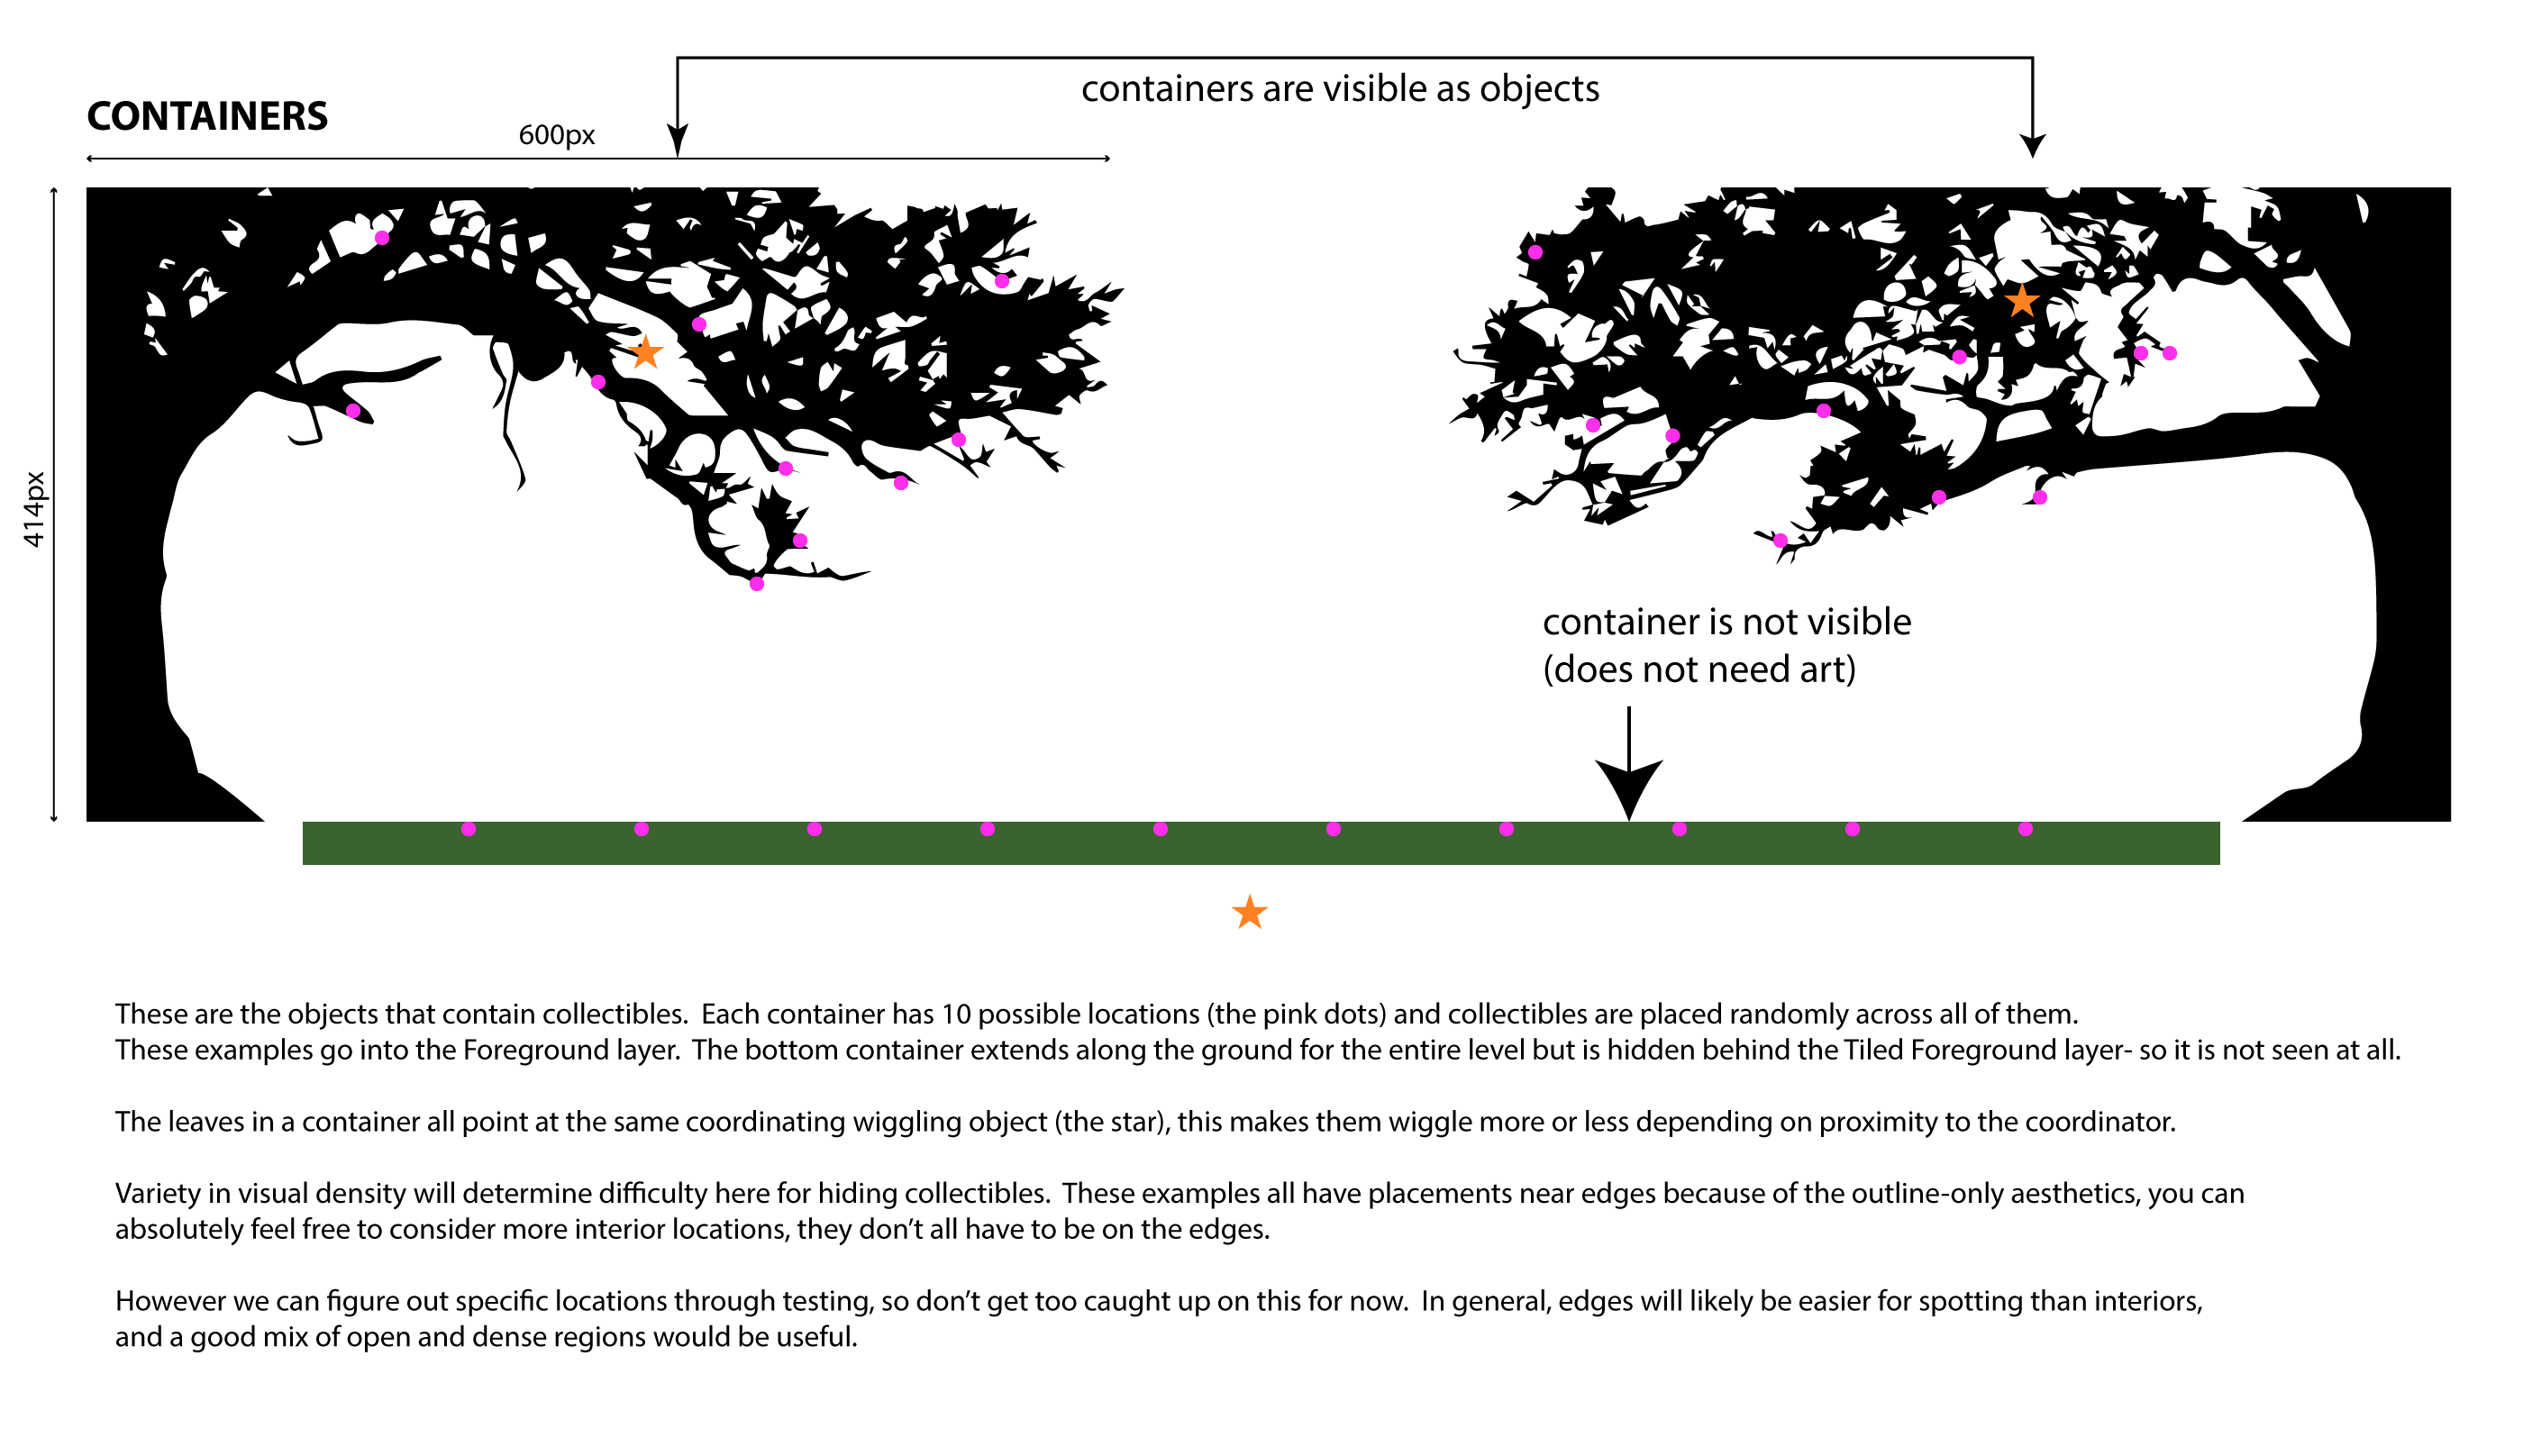 containers are visible as objects
CONTAINERS
600px
414px
container is not visible
(does not need art)
These are the objects that contain collectibles.  Each container has 10 possible locations (the pink dots) and collectibles are placed randomly across all of them.
These examples go into the Foreground layer.  The bottom container extends along the ground for the entire level but is hidden behind the Tiled Foreground layer- so it is not seen at all.
The leaves in a container all point at the same coordinating wiggling object (the star), this makes them wiggle more or less depending on proximity to the coordinator.
Variety in visual density will determine difficulty here for hiding collectibles.  These examples all have placements near edges because of the outline-only aesthetics, you can
absolutely feel free to consider more interior locations, they don’t all have to be on the edges.
However we can figure out specific locations through testing, so don’t get too caught up on this for now.  In general, edges will likely be easier for spotting than interiors,
and a good mix of open and dense regions would be useful.